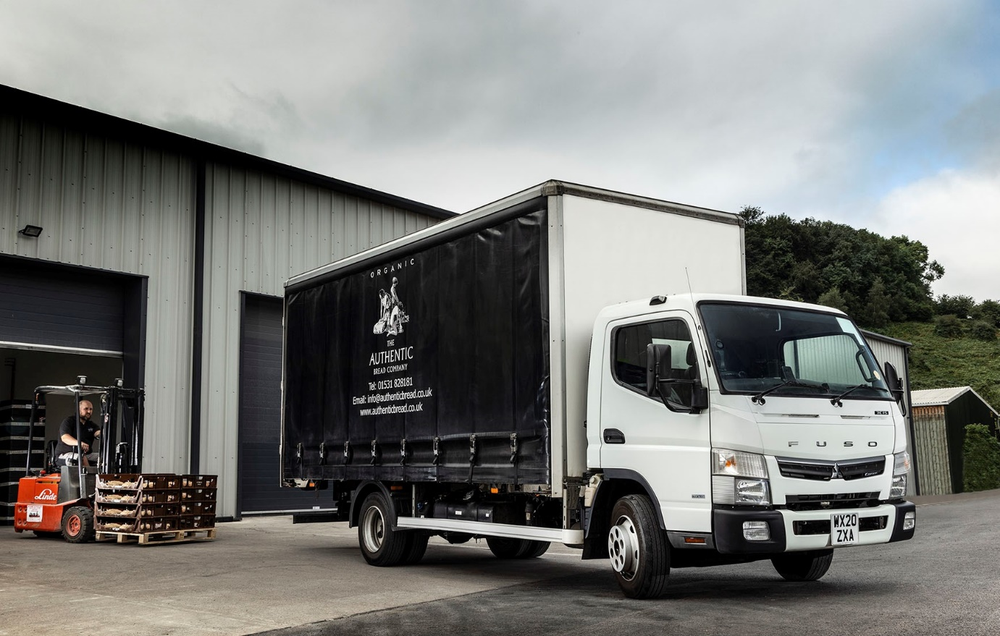 ORGANIC
THE
AUTHENTIC
BREAD COMPANY
Tel: 01531 828181
Email: info@authenticbread.co.uk
www.authenticbread.co.uk
7C15
FUSO
WX20
ZXA
Linde